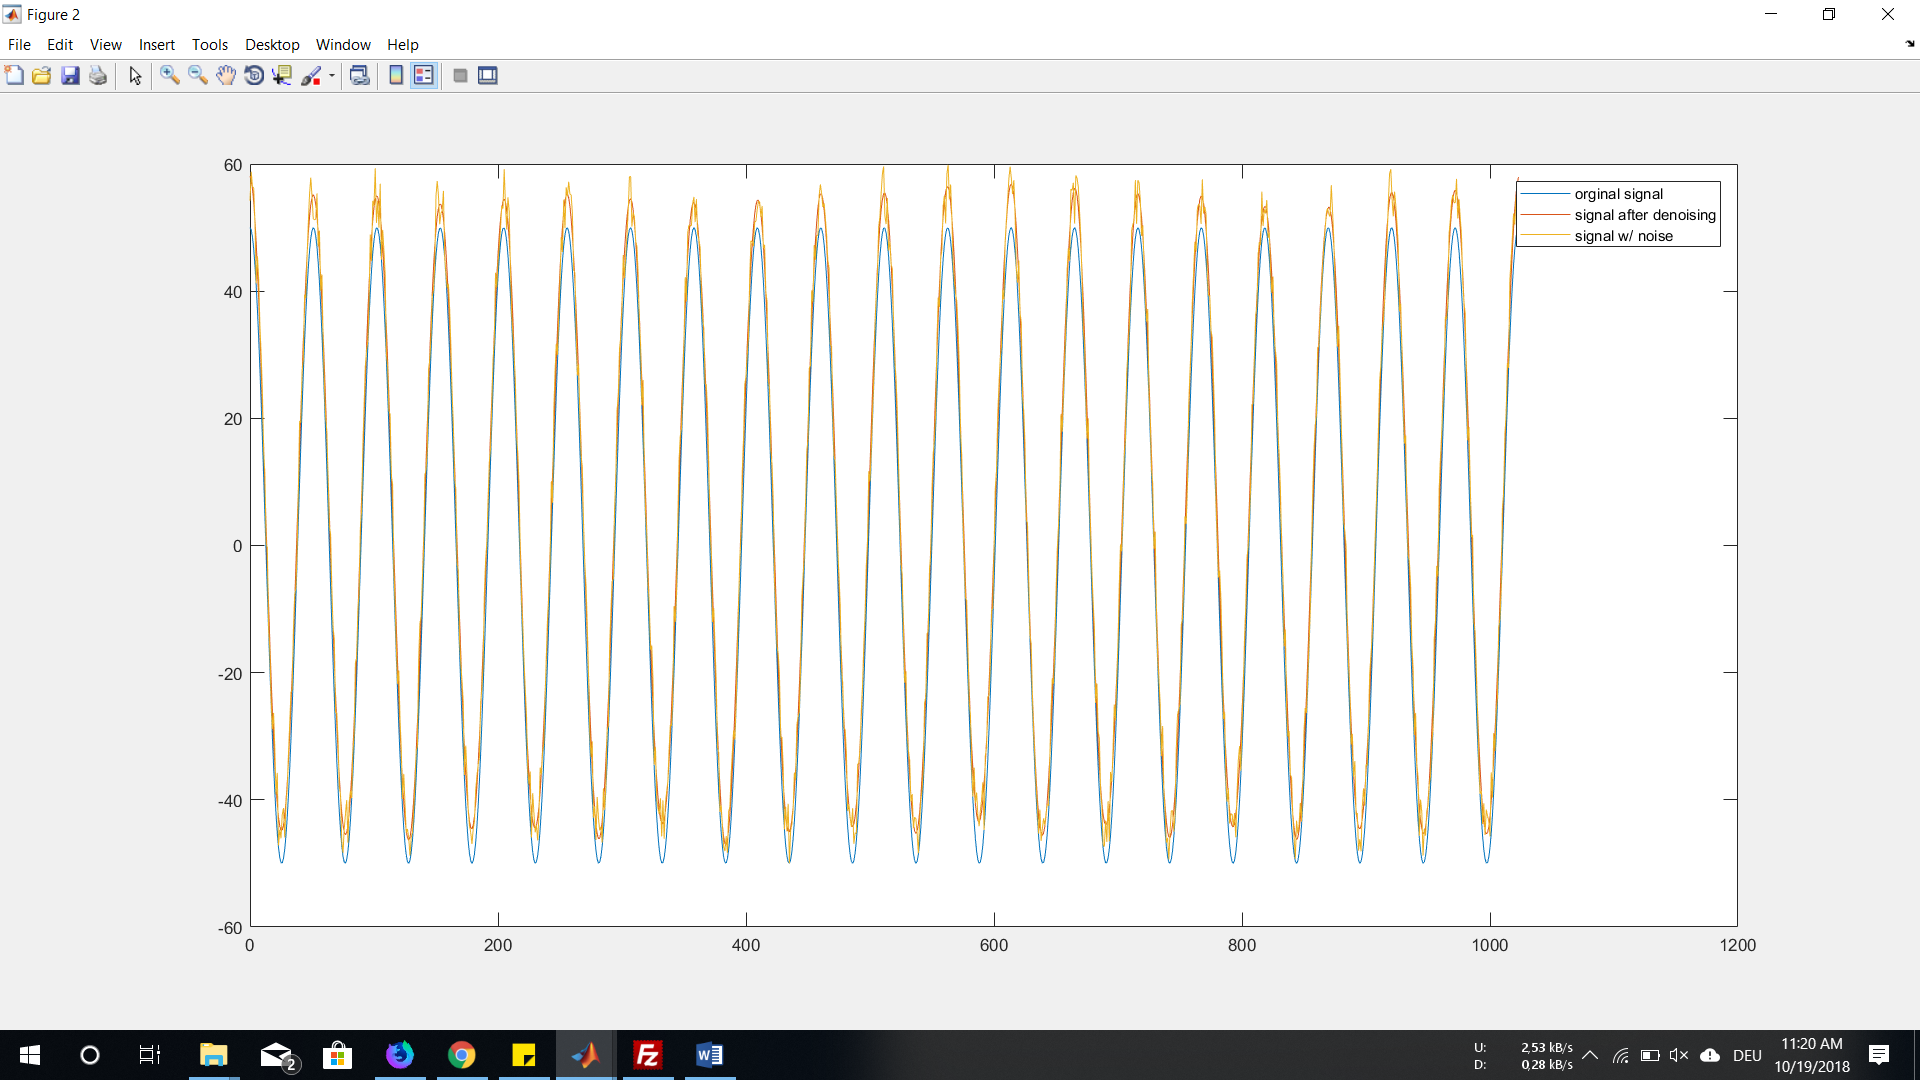 Figure 2
File Edit View Insert Tools Desktop Window Help
60
40
20
0
-20
-40
-60
0 200 400 600 800 1000 1200
orginal signal
signal after denoising
signal w/ noise
2
FZ
W
U: 2,53 kB/s
D: 0,28 kB/s
DEU
11:20 AM
10/19/2018